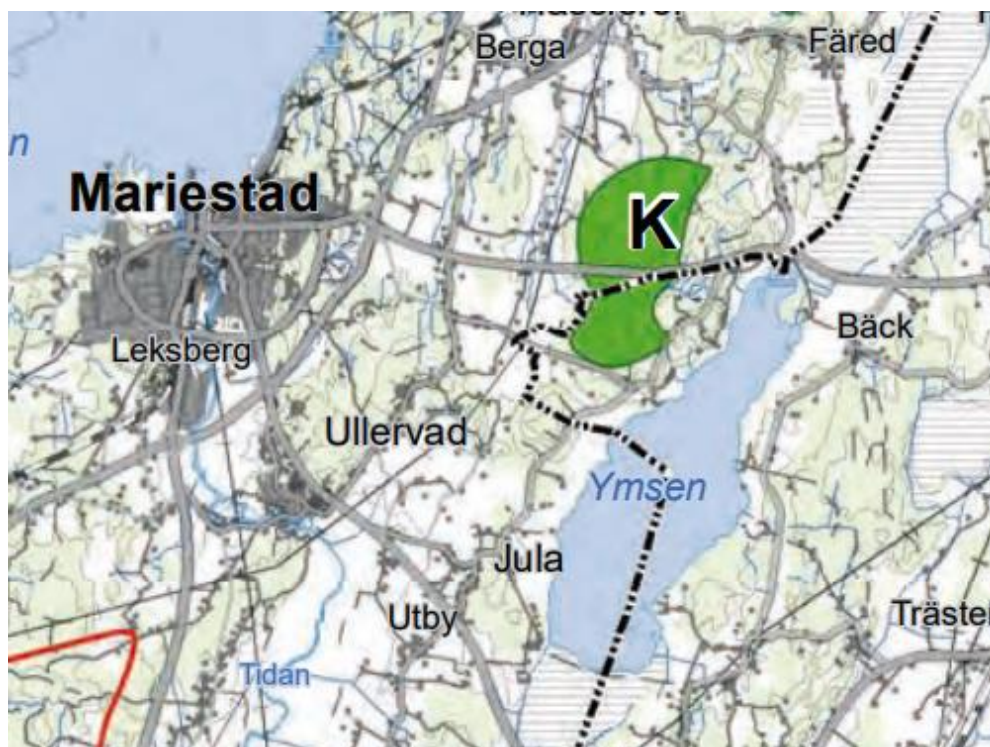 Berga
Färed
n
Mariestad
K
Leksberg
Bäck
Ullervad
Ymsen
Jula
Utby
Träste
Tidan